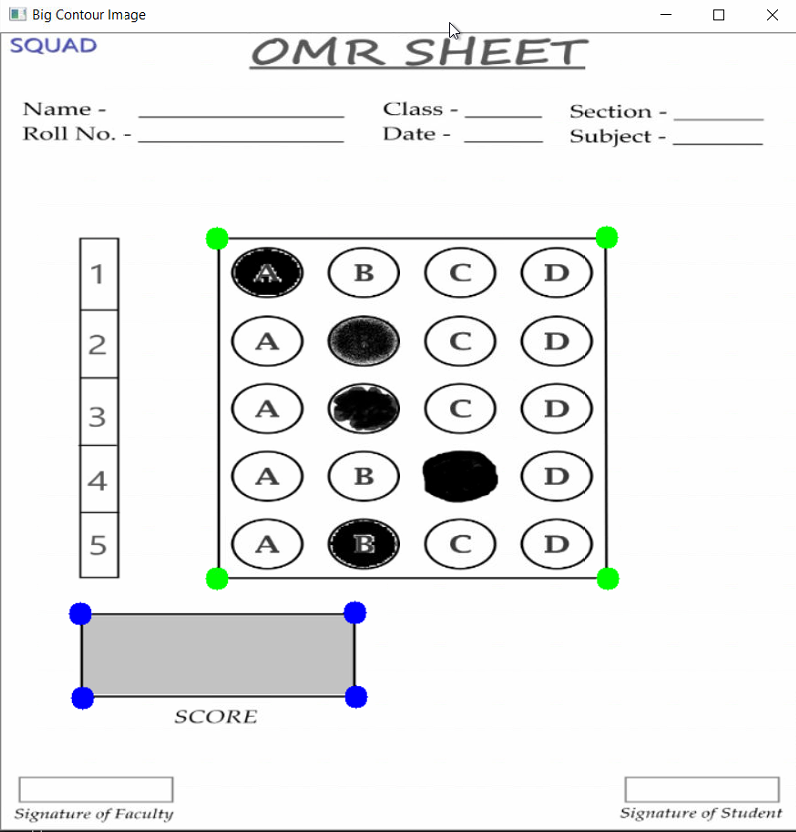 Big Contour Image
SQUAD
OMR SHEET
Name - Class - Section -
Roll No. - Date - Subject -
1 A B C D
2 A C D
3 A C D
4 A B D
5 A B C D
SCORE
Signature of Faculty Signature of Student